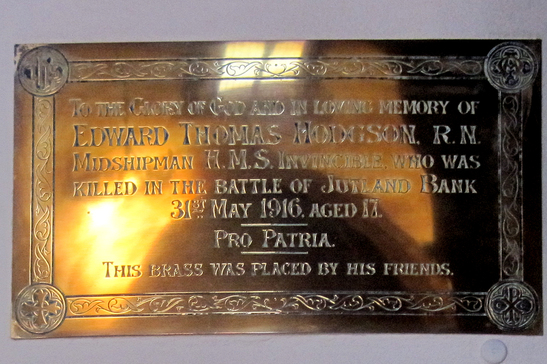 TO THE GLORY OF GOD AND IN LOVING MEMORY OF
EDWARD THOMAS HODGSON, R.N.
MIDSHIPMAN H.M.S. INVINCIBLE, WHO WAS
KILLED IN THE BATTLE OF JUTLAND BANK
31ST MAY 1916, AGED 17.
PRO PATRIA.
THIS BRASS WAS PLACED BY HIS FRIENDS.